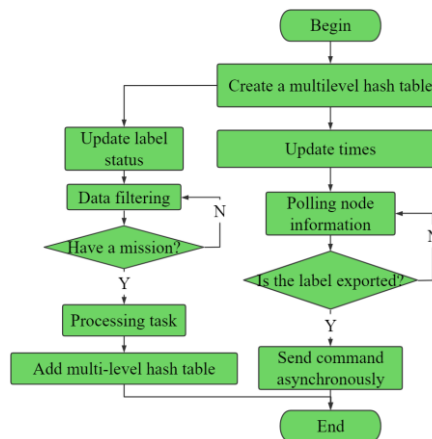 Begin
Create a multilevel hash table
Update label
status
Update times
Data filtering
N
Polling node
information
N
Have a mission?
Is the label exported?
Y
Y
Processing task
Send command
asynchronously
Add multi-level hash table
End